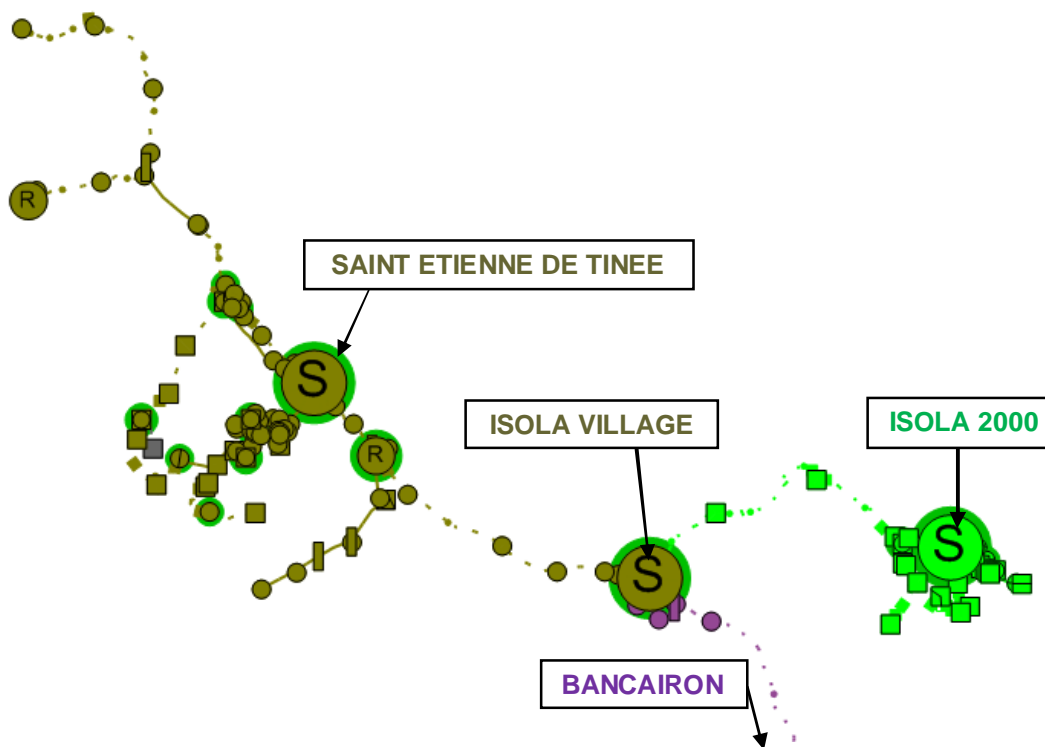 R
SAINT ETIENNE DE TINEE
S
ISOLA VILLAGE
ISOLA 2000
R
S
S
BANCAIRON